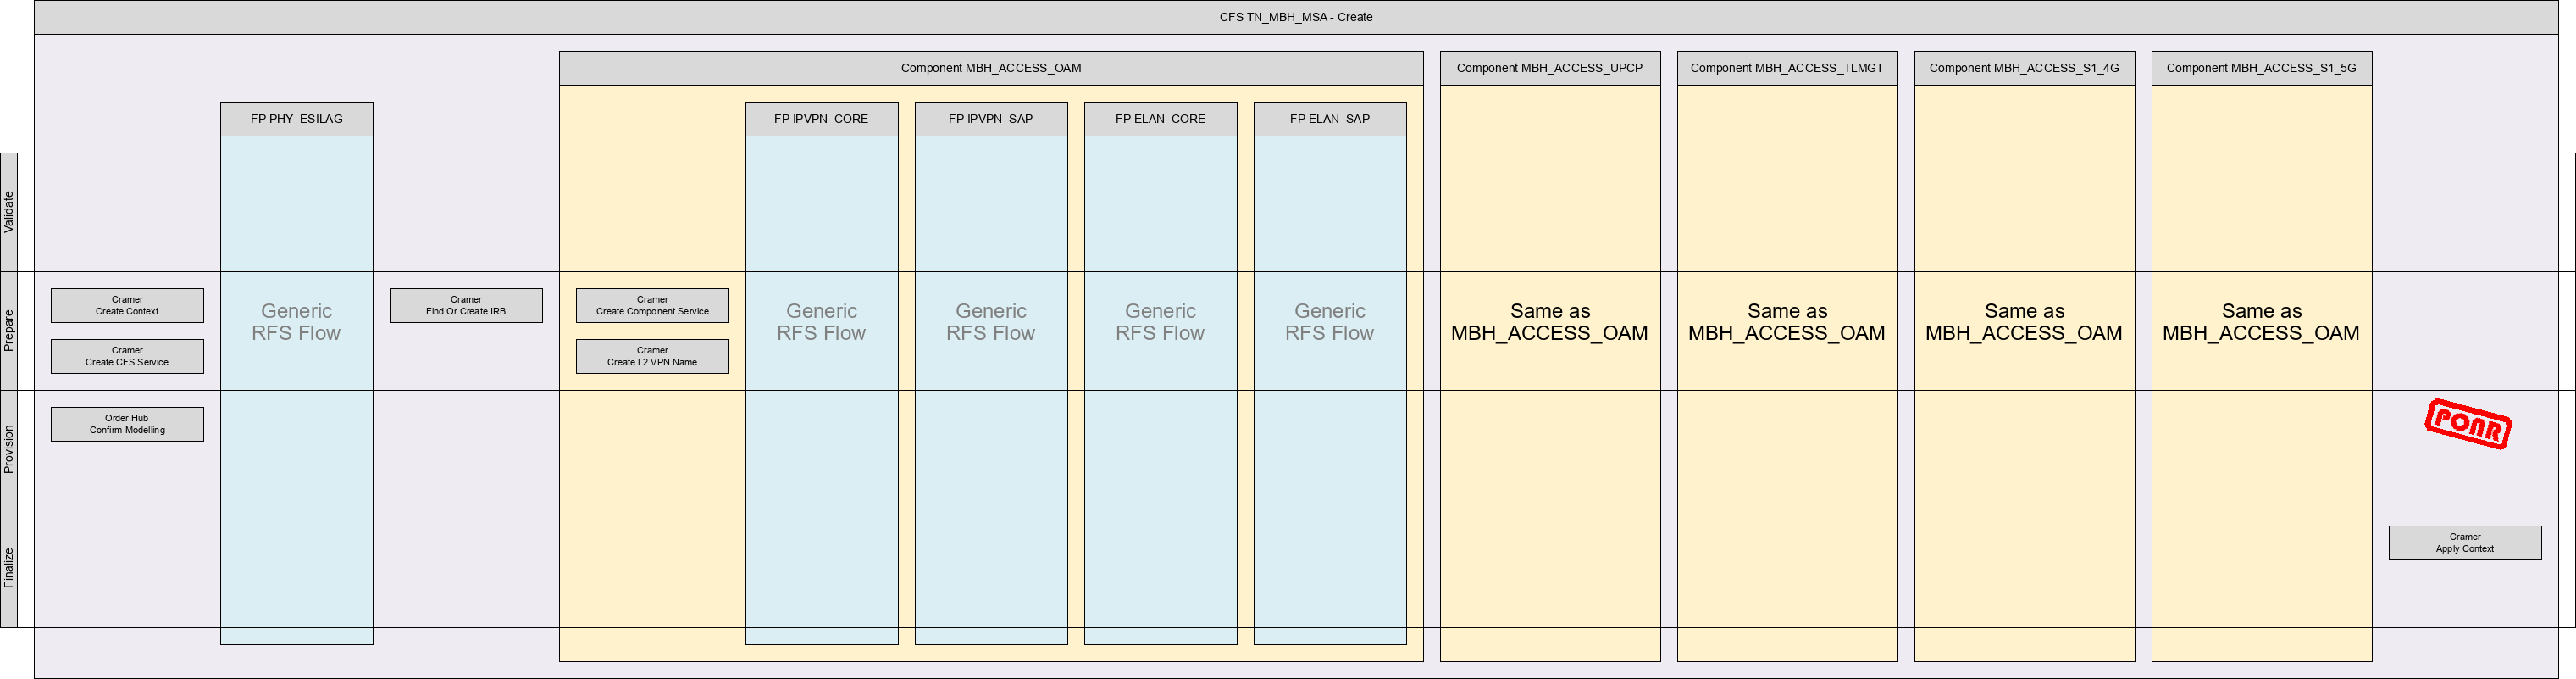 CFS TN_MBH_MSA - Create
Component MBH_ACCESS_OAM
Component MBH_ACCESS_UPCP
Component MBH_ACCESS_TLMGT
Component MBH_ACCESS_S1_4G
Component MBH_ACCESS_S1_5G
FP PHY_ESILAG
FP IPVPN_CORE
FP IPVPN_SAP
FP ELAN_CORE
FP ELAN_SAP
Validate
Prepare
Cramer
Create Context
Cramer
Create CFS Service
Generic
RFS Flow
Cramer
Find Or Create IRB
Cramer
Create Component Service
Cramer
Create L2 VPN Name
Generic
RFS Flow
Generic
RFS Flow
Generic
RFS Flow
Generic
RFS Flow
Same as
MBH_ACCESS_OAM
Same as
MBH_ACCESS_OAM
Same as
MBH_ACCESS_OAM
Same as
MBH_ACCESS_OAM
Provision
Order Hub
Confirm Modelling
PONR
Finalize
Cramer
Apply Context